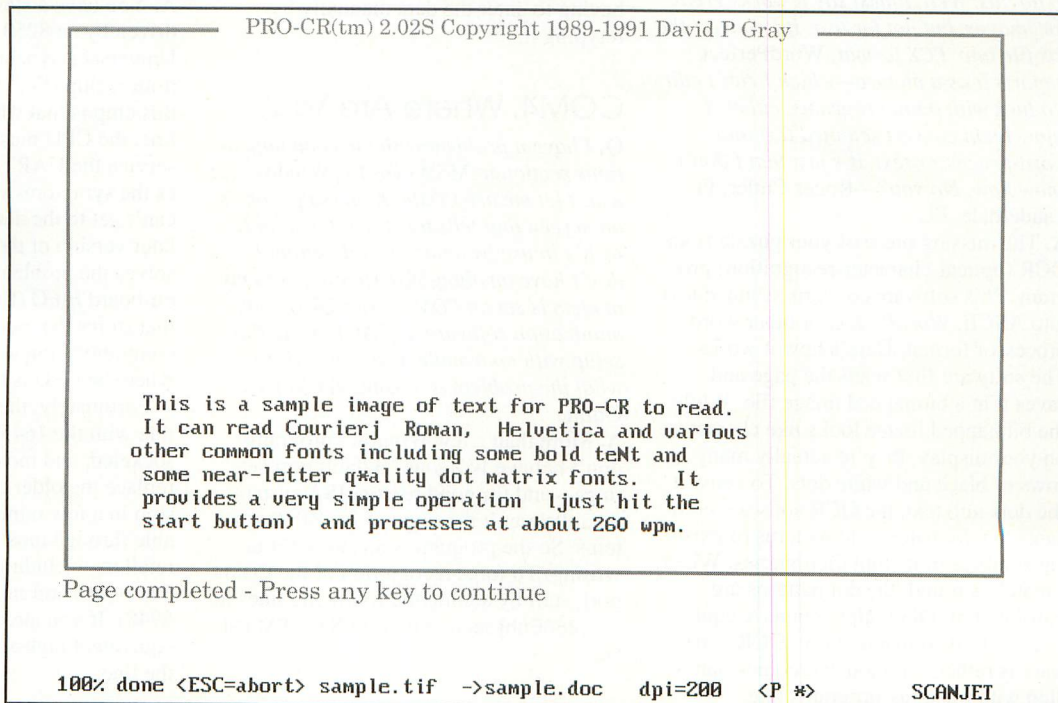 PRO-CR(tm) 2.02S Copyright 1989-1991 David P Gray
This is a sample image of text for PRO-CR to read.
It can read Courierj Roman, Helvetica and various
other common fonts including some bold teNt and
some near-letter q*ality dot matrix fonts. It
provides a very simple operation ljust hit the
start button) and processes at about 260 wpm.
Page completed - Press any key to continue
100% done <ESC=abort> sample.tif ->sample.doc dpi=200 <P *> SCANJET